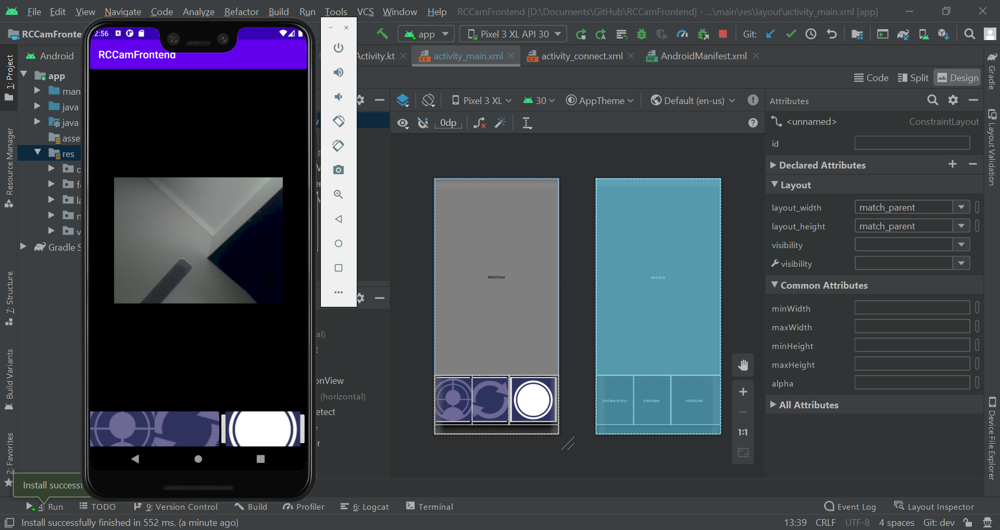 File Edit View Navigate Code Analyze Refactor Build Run Tools VCS Window Help RCCamFrontend [D:\Documents\GitHub\RCCamFrontend] - ...\main\res\layout\activity_main.xml [app]
RCCamFronte
app
Pixel 3 XL API 30
Git:
2:56
RCCamFrontend
Android
Activity.kt
activity_main.xml
activity_connect.xml
AndroidManifest.xml
Code
Split
Design
1: Project
Resource Manager
7: Structure
Build Variants
2: Favorites
app
man
java
java
asse
res
Gradle S
Pixel 3 XL
30
AppTheme
Default (en-us)
0dp
WebView
webview
btnFaceDetect
btnRotate
btnShutter
al)
onView
(horizontal)
etect
1:1
Attributes
<unnamed>
ConstraintLayout
id
Declared Attributes
Layout
layout_width match_parent
layout_height match_parent
visibility
visibility
Common Attributes
minWidth
maxWidth
minHeight
maxHeight
alpha
All Attributes
Gradle
Layout Validation
Device File Explorer
Install successf
4: Run
TODO
9: Version Control
Build
Profiler
6: Logcat
Terminal
Event Log
Layout Inspector
Install successfully finished in 552 ms. (a minute ago)
13:39 CRLF UTF-8 4 spaces Git: dev